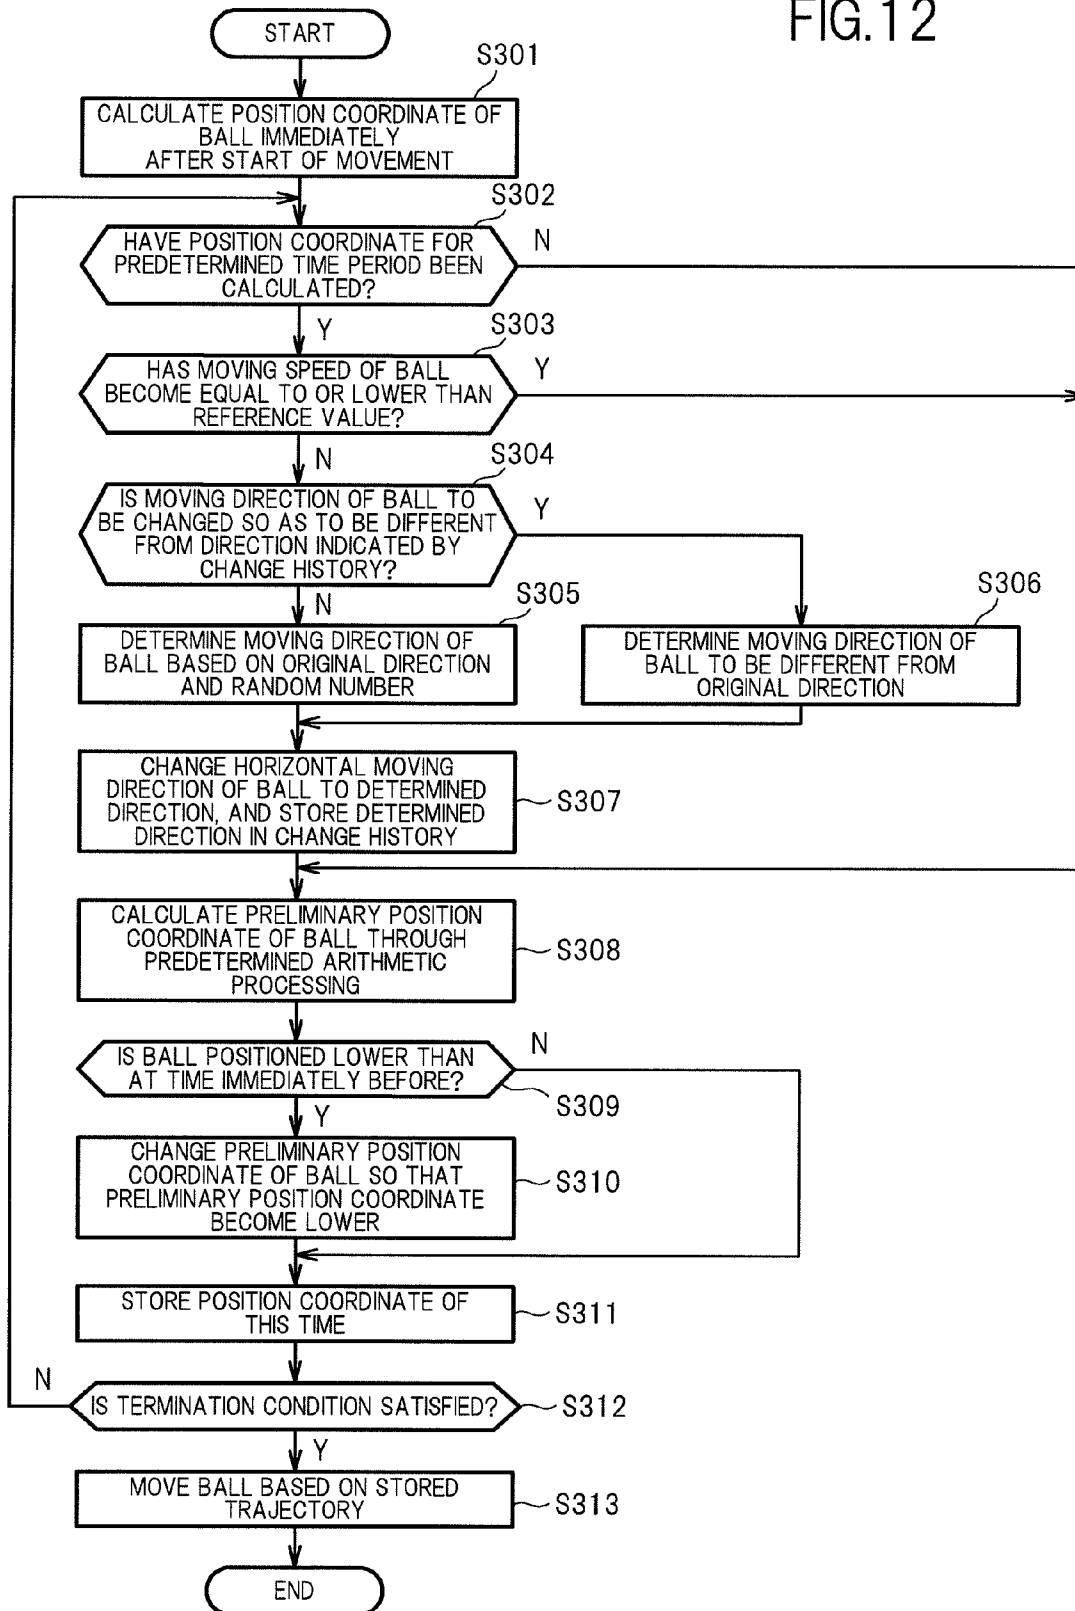 FIG.12
START
S301
CALCULATE POSITION COORDINATE OF
BALL IMMEDIATELY
AFTER START OF MOVEMENT
S302
HAVE POSITION COORDINATE FOR
PREDETERMINED TIME PERIOD BEEN
CALCULATED?
N
Y
S303
HAS MOVING SPEED OF BALL
BECOME EQUAL TO OR LOWER THAN
REFERENCE VALUE?
Y
N
S304
IS MOVING DIRECTION OF BALL TO
BE CHANGED SO AS TO BE DIFFERENT
FROM DIRECTION INDICATED BY
CHANGE HISTORY?
Y
N
S305
DETERMINE MOVING DIRECTION OF
BALL BASED ON ORIGINAL DIRECTION
AND RANDOM NUMBER
S306
DETERMINE MOVING DIRECTION OF
BALL TO BE DIFFERENT FROM
ORIGINAL DIRECTION
CHANGE HORIZONTAL MOVING
DIRECTION OF BALL TO DETERMINED
DIRECTION, AND STORE DETERMINED
DIRECTION IN CHANGE HISTORY
S307
CALCULATE PRELIMINARY POSITION
COORDINATE OF BALL THROUGH
PREDETERMINED ARITHMETIC
PROCESSING
S308
IS BALL POSITIONED LOWER THAN
AT TIME IMMEDIATELY BEFORE?
N
S309
Y
CHANGE PRELIMINARY POSITION
COORDINATE OF BALL SO THAT
PRELIMINARY POSITION COORDINATE
BECOME LOWER
S310
STORE POSITION COORDINATE OF
THIS TIME
S311
N
IS TERMINATION CONDITION SATISFIED?
S312
Y
MOVE BALL BASED ON STORED
TRAJECTORY
S313
END